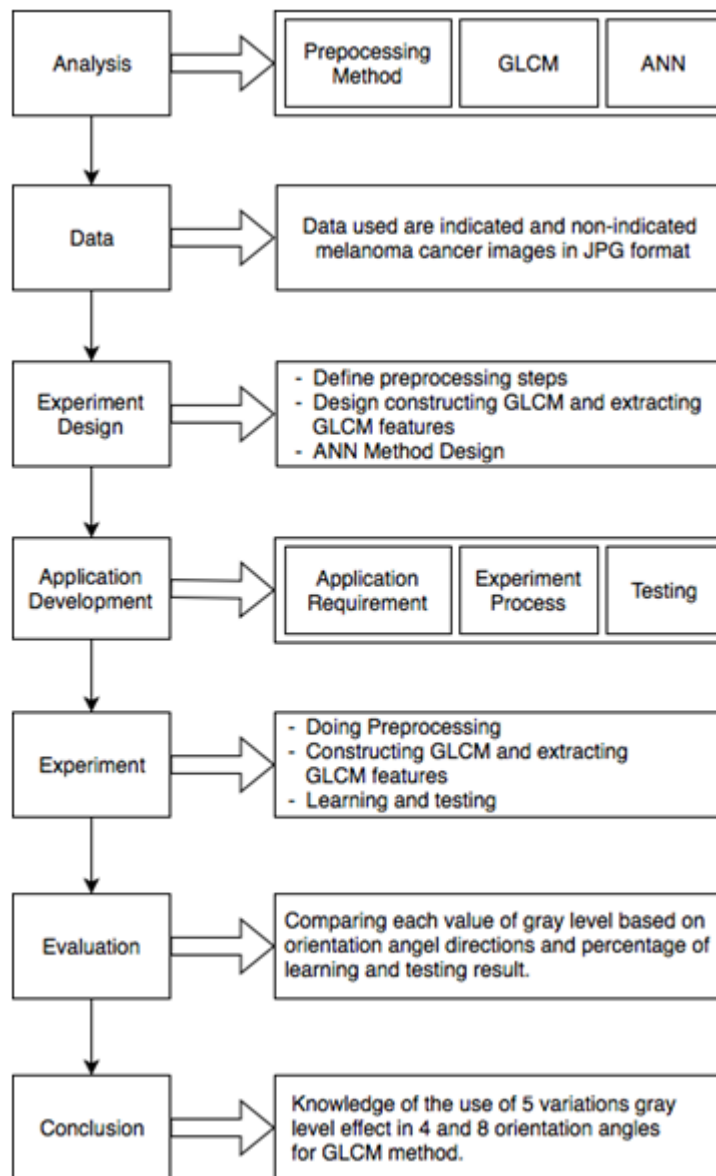 Analysis
Prepocessing
Method
GLCM
ANN
Data
Data used are indicated and non-indicated
melanoma cancer images in JPG format
Experiment
Design
- Define preprocessing steps
- Design constructing GLCM and extracting
GLCM features
- ANN Method Design
Application
Development
Application
Requirement
Experiment
Process
Testing
Experiment
- Doing Preprocessing
- Constructing GLCM and extracting
GLCM features
- Learning and testing
Evaluation
Comparing each value of gray level based on
orientation angel directions and percentage of
learning and testing result.
Conclusion
Knowledge of the use of 5 variations gray
level effect in 4 and 8 orientation angles
for GLCM method.